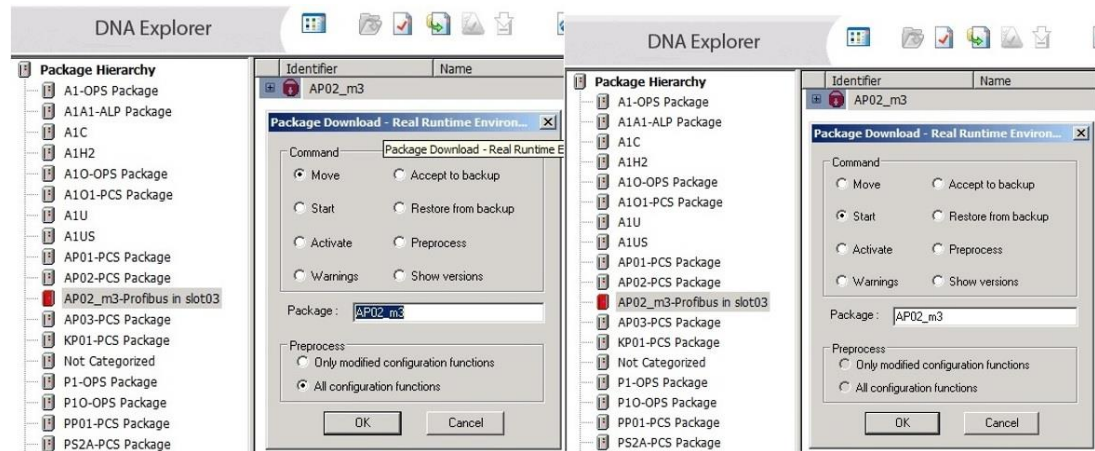 DNA Explorer
Package Hierarchy
A1-OPS Package
A1A1-ALP Package
A1C
A1H2
A1O-OPS Package
A1O1-PCS Package
A1U
A1US
AP01-PCS Package
AP02-PCS Package
AP02_m3-Profibus in slot03
AP03-PCS Package
KP01-PCS Package
Not Categorized
P1-OPS Package
P1O-OPS Package
PP01-PCS Package
PS2A-PCS Package
Identifier Name
AP02_m3
Package Download - Real Runtime Environ...
Package Download - Real Runtime E
Command
Move Accept to backup
Start Restore from backup
Activate Preprocess
Warnings Show versions
Package : AP02_m3
Preprocess
Only modified configuration functions
All configuration functions
OK Cancel
DNA Explorer
Package Hierarchy
A1-OPS Package
A1A1-ALP Package
A1C
A1H2
A1O-OPS Package
A1O1-PCS Package
A1U
A1US
AP01-PCS Package
AP02-PCS Package
AP02_m3-Profibus in slot03
AP03-PCS Package
KP01-PCS Package
Not Categorized
P1-OPS Package
P1O-OPS Package
PP01-PCS Package
PS2A-PCS Package
Identifier Name
AP02_m3
Package Download - Real Runtime Environ...
Command
Move Accept to backup
Start Restore from backup
Activate Preprocess
Warnings Show versions
Package : AP02_m3
Preprocess
Only modified configuration functions
All configuration functions
OK Cancel